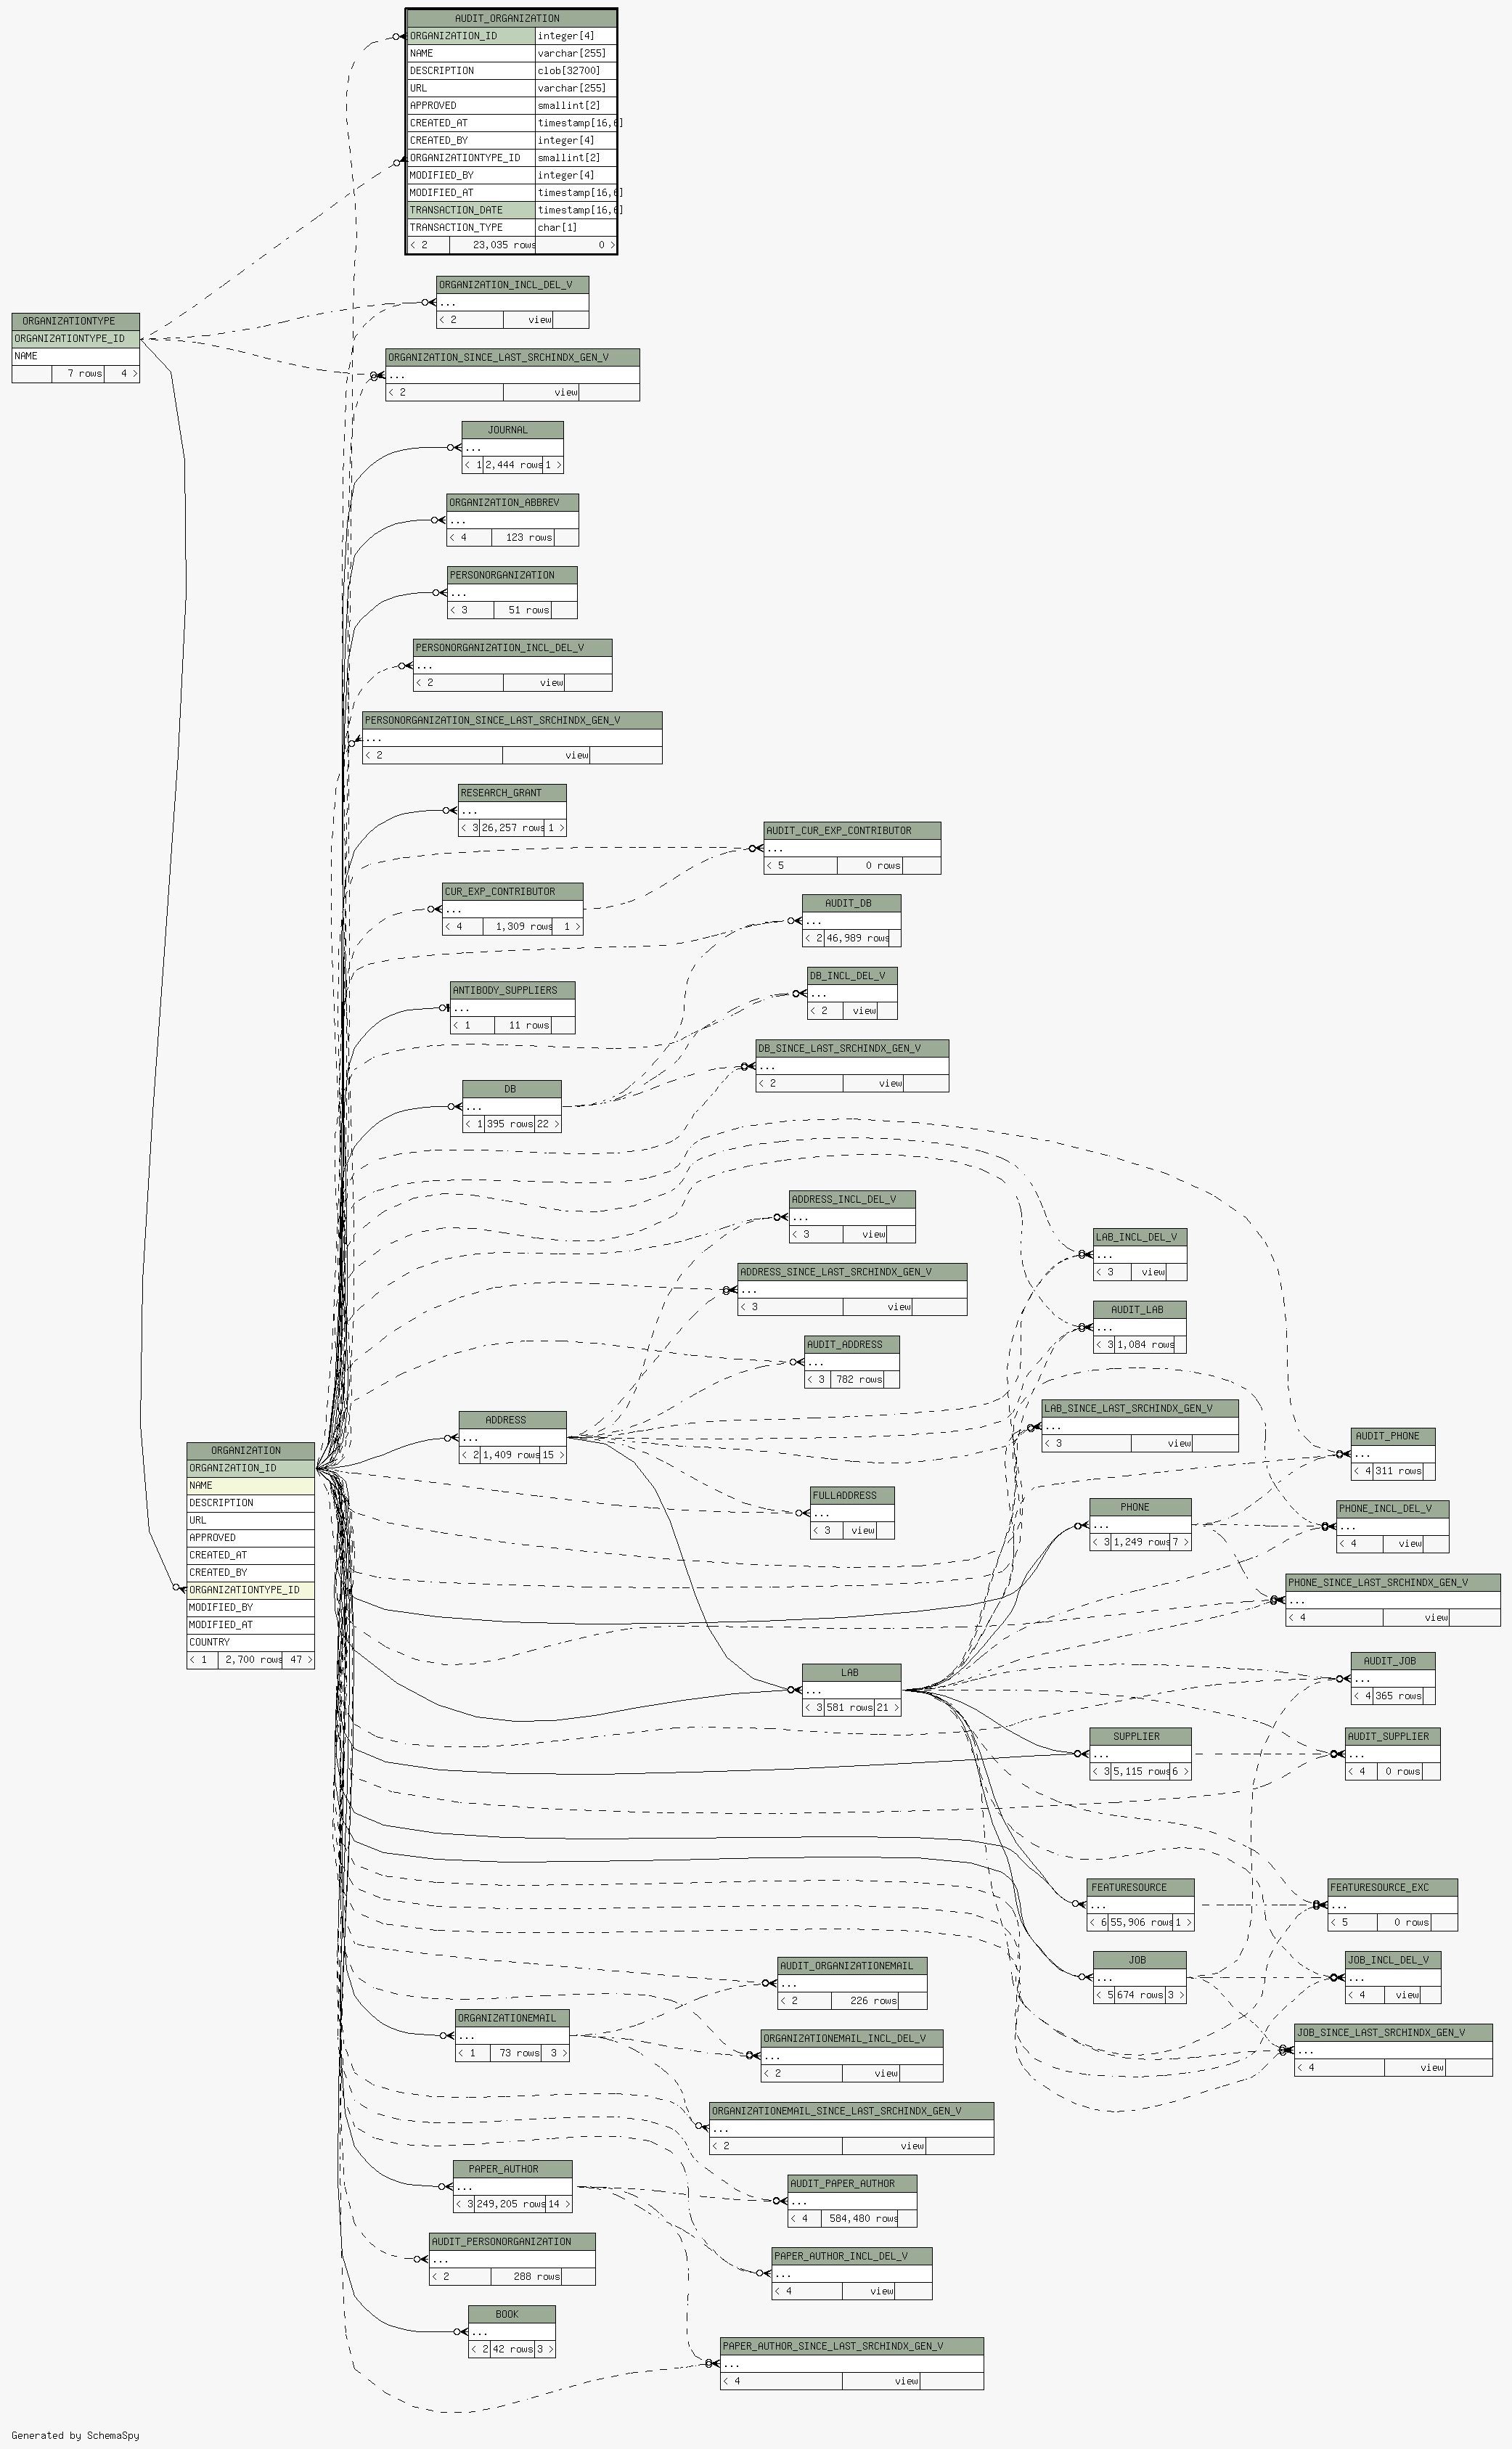 AUDIT_ORGANIZATION
ORGANIZATION_ID integer[4]
NAME varchar[255]
DESCRIPTION clob[32700]
URL varchar[255]
APPROVED smallint[2]
CREATED_AT timestamp[16,6]
CREATED_BY integer[4]
ORGANIZATIONTYPE_ID smallint[2]
MODIFIED_BY integer[4]
MODIFIED_AT timestamp[16,6]
TRANSACTION_DATE timestamp[16,6]
TRANSACTION_TYPE char[1]
< 2 23,035 rows 0 >
ORGANIZATION_INCL_DEL_V
...
< 2 view
ORGANIZATIONTYPE
ORGANIZATIONTYPE_ID
NAME
7 rows 4 >
ORGANIZATION_SINCE_LAST_SRCHINDX_GEN_V
...
< 2 view
JOURNAL
...
< 1 2,444 rows 1 >
ORGANIZATION_ABBREV
...
< 4 123 rows
PERSONORGANIZATION
...
< 3 51 rows
PERSONORGANIZATION_INCL_DEL_V
...
< 2 view
PERSONORGANIZATION_SINCE_LAST_SRCHINDX_GEN_V
...
< 2 view
RESEARCH_GRANT
...
< 3 26,257 rows 1 >
AUDIT_CUR_EXP_CONTRIBUTOR
...
< 5 0 rows
CUR_EXP_CONTRIBUTOR
...
< 4 1,309 rows 1 >
AUDIT_DB
...
< 2 46,989 rows
DB_INCL_DEL_V
...
< 2 view
ANTIBODY_SUPPLIERS
...
< 1 11 rows
DB_SINCE_LAST_SRCHINDX_GEN_V
...
< 2 view
DB
...
< 1 395 rows 22 >
ADDRESS_INCL_DEL_V
...
< 3 view
LAB_INCL_DEL_V
...
< 3 view
ADDRESS_SINCE_LAST_SRCHINDX_GEN_V
...
< 3 view
AUDIT_LAB
...
< 3 1,084 rows
AUDIT_ADDRESS
...
< 3 782 rows
LAB_SINCE_LAST_SRCHINDX_GEN_V
...
< 3 view
ADDRESS
...
< 2 1,409 rows 15 >
AUDIT_PHONE
...
< 4 311 rows
ORGANIZATION
ORGANIZATION_ID
NAME
DESCRIPTION
URL
APPROVED
CREATED_AT
CREATED_BY
ORGANIZATIONTYPE_ID
MODIFIED_BY
MODIFIED_AT
COUNTRY
< 1 2,700 rows 47 >
FULLADDRESS
...
< 3 view
PHONE
...
< 3 1,249 rows 7 >
PHONE_INCL_DEL_V
...
< 4 view
PHONE_SINCE_LAST_SRCHINDX_GEN_V
...
< 4 view
AUDIT_JOB
...
< 4 365 rows
LAB
...
< 3 581 rows 21 >
SUPPLIER
...
< 3 5,115 rows 6 >
AUDIT_SUPPLIER
...
< 4 0 rows
FEATURESOURCE
...
< 6 55,906 rows 1 >
FEATURESOURCE_EXC
...
< 5 0 rows
JOB
...
< 5 674 rows 3 >
JOB_INCL_DEL_V
...
< 4 view
AUDIT_ORGANIZATIONEMAIL
...
< 2 226 rows
ORGANIZATIONEMAIL
...
< 1 73 rows 3 >
JOB_SINCE_LAST_SRCHINDX_GEN_V
...
< 4 view
ORGANIZATIONEMAIL_INCL_DEL_V
...
< 2 view
ORGANIZATIONEMAIL_SINCE_LAST_SRCHINDX_GEN_V
...
< 2 view
PAPER_AUTHOR
...
< 3 249,205 rows 14 >
AUDIT_PAPER_AUTHOR
...
< 4 584,480 rows
AUDIT_PERSONORGANIZATION
...
< 2 288 rows
PAPER_AUTHOR_INCL_DEL_V
...
< 4 view
BOOK
...
< 2 42 rows 3 >
PAPER_AUTHOR_SINCE_LAST_SRCHINDX_GEN_V
...
< 4 view
Generated by SchemaSpy